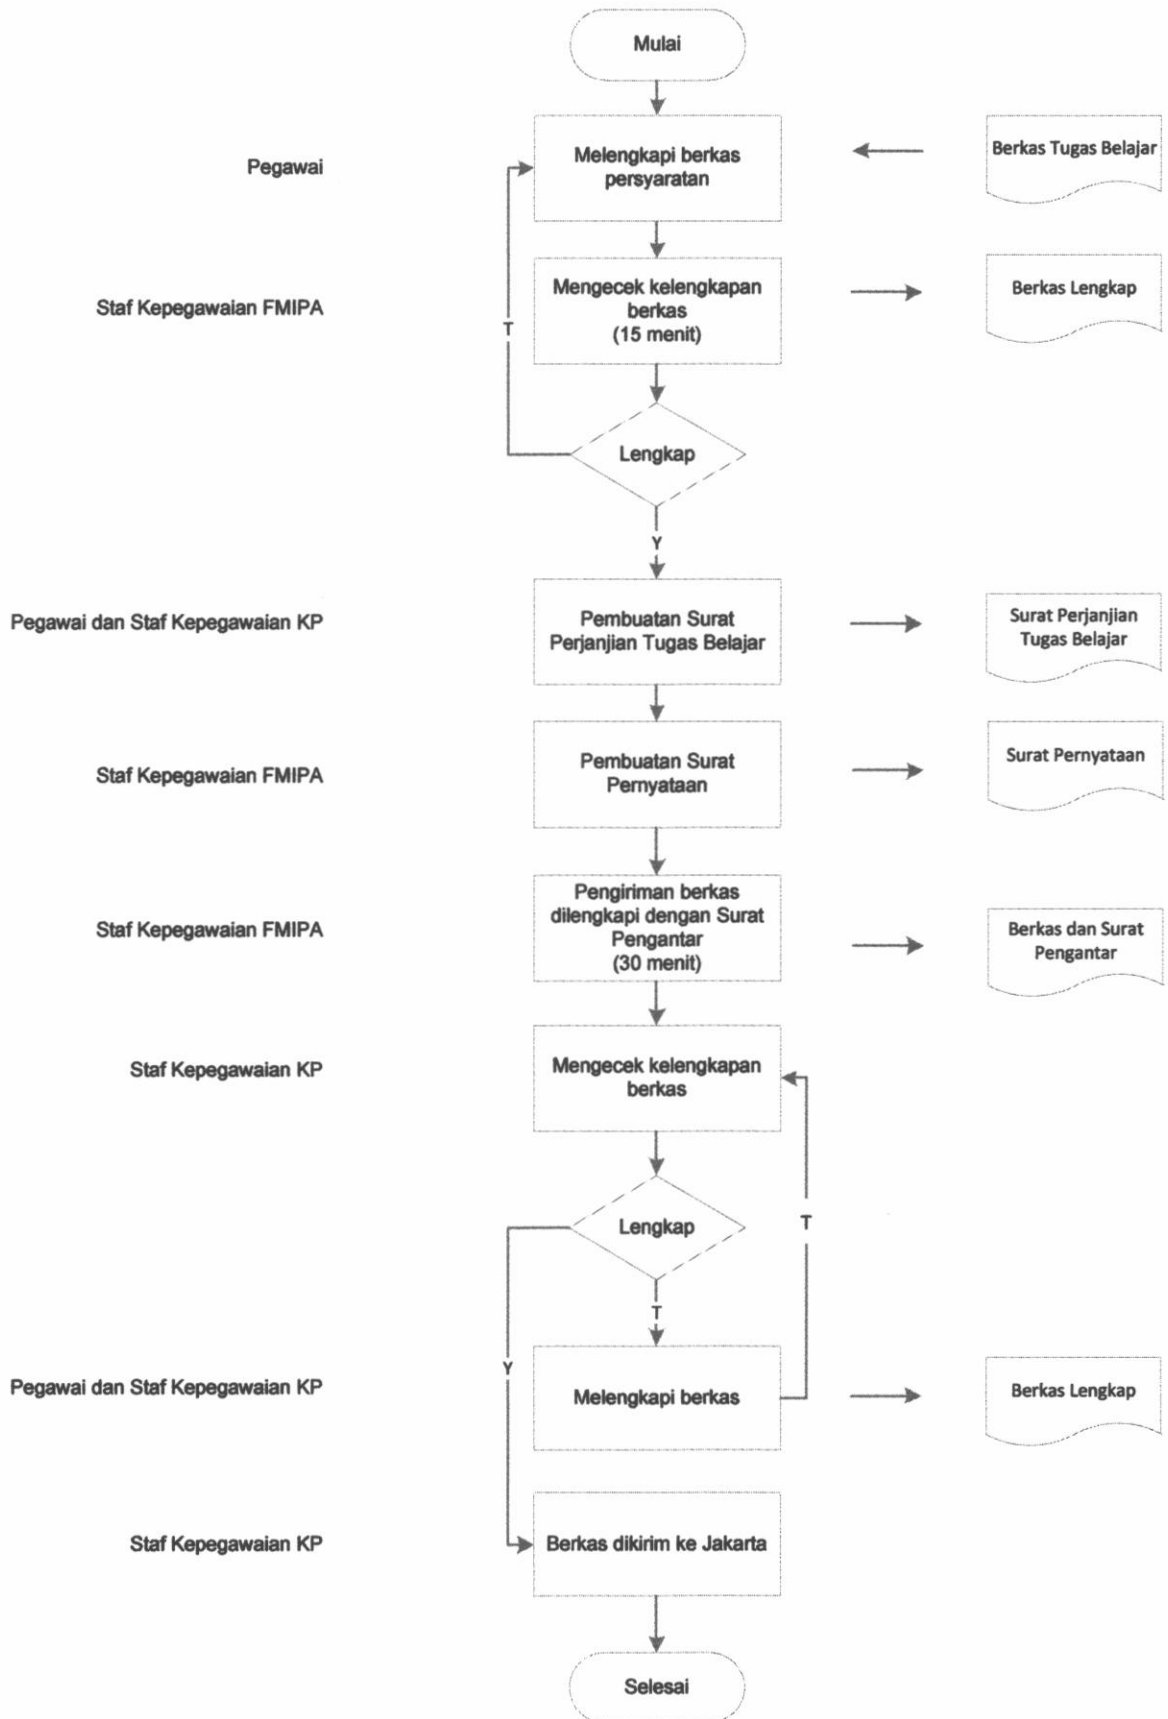 Mulai
Pegawai
Melengkapi berkas
persyaratan
Berkas Tugas Belajar
Staf Kepegawaian FMIPA
Mengecek kelengkapan
berkas
(15 menit)
Berkas Lengkap
T
Lengkap
Y
Pegawai dan Staf Kepegawaian KP
Pembuatan Surat
Perjanjian Tugas Belajar
Surat Perjanjian
Tugas Belajar
Staf Kepegawaian FMIPA
Pembuatan Surat
Pernyataan
Surat Pernyataan
Staf Kepegawaian FMIPA
Pengiriman berkas
dilengkapi dengan Surat
Pengantar
(30 menit)
Berkas dan Surat
Pengantar
Staf Kepegawaian KP
Mengecek kelengkapan
berkas
Lengkap
T
T
Y
Pegawai dan Staf Kepegawaian KP
Melengkapi berkas
Berkas Lengkap
Staf Kepegawaian KP
Berkas dikirim ke Jakarta
Selesai